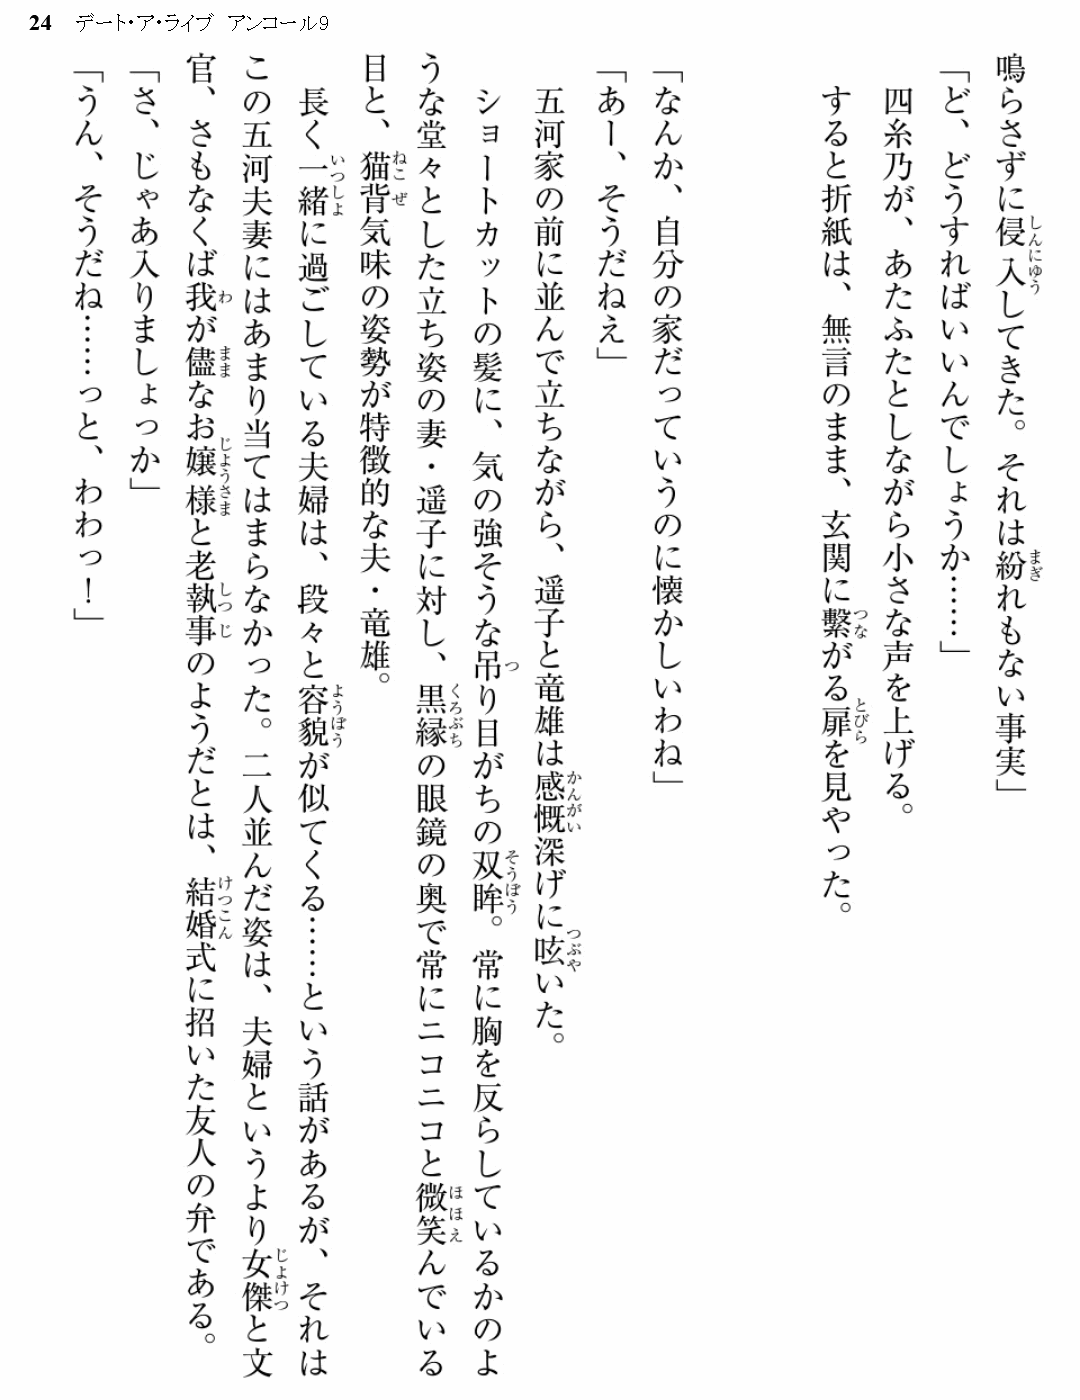 24 デート・ア・ライブ アンコール9
鳴らさずに侵入してきた。それは紛れもない事実」
「ど、どうすればいいんでしょうか……」
四糸乃が、あたふたとしながら小さな声を上げる。
すると折紙は、無言のまま、玄関に繫がる扉を見やった。
「なんか、自分の家だっていうのに懐かしいわね」
「あー、そうだねえ」
五河家の前に並んで立ちながら、遥子と竜雄は感慨深げに呟いた。
ショートカットの髪に、気の強そうな吊り目がちの双眸。常に胸を反らしているかのよ
うな堂々とした立ち姿の妻・遥子に対し、黒縁の眼鏡の奥で常にニコニコと微笑んでいる
目と、猫背気味の姿勢が特徴的な夫・竜雄。
長く一緒に過ごしている夫婦は、段々と容貌が似てくる……という話があるが、それは
この五河夫妻にはあまり当てはまらなかった。二人並んだ姿は、夫婦というより女傑と文
官、さもなくば我が儘なお嬢様と老執事のようだとは、結婚式に招いた友人の弁である。
「さ、じゃあ入りましょっか」
「うん、そうだね……っと、わわっ！」